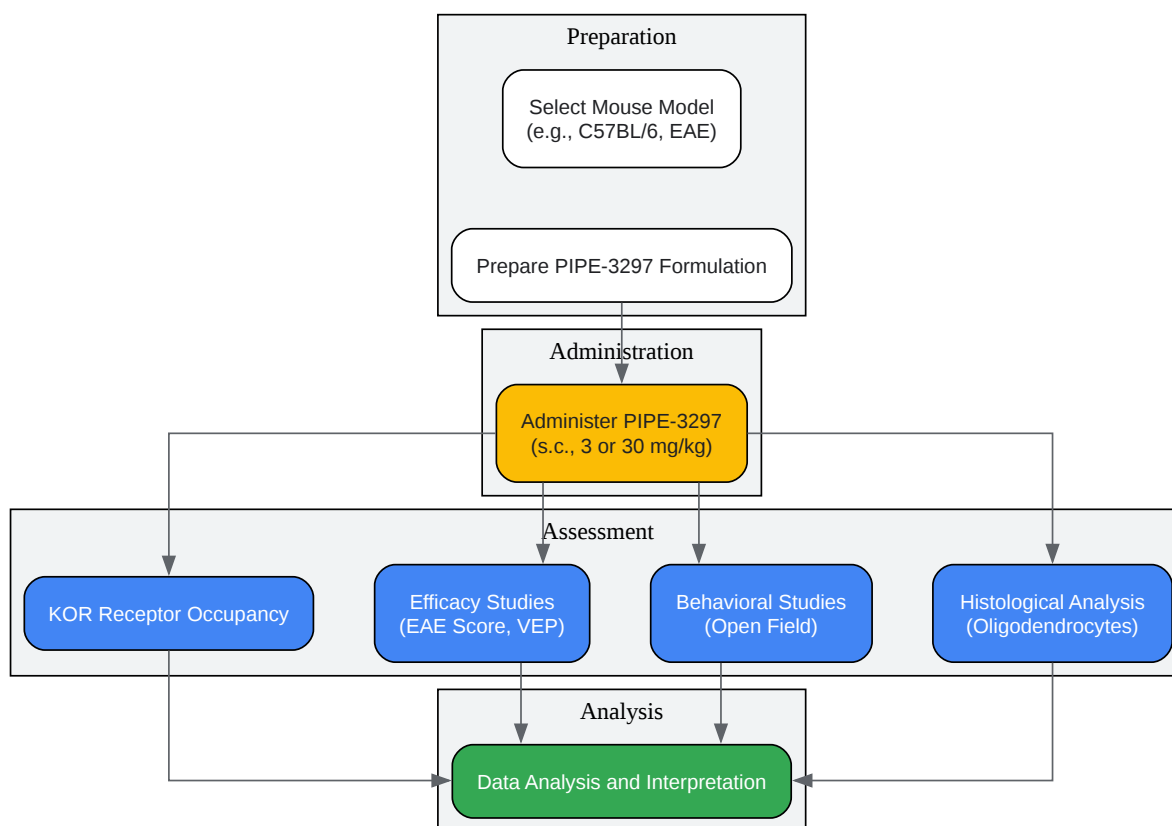 Preparation
Select Mouse Model
(e.g., C57BL/6, EAE)
Prepare PIPE-3297 Formulation
Administration
Administer PIPE-3297
(s.c., 3 or 30 mg/kg)
Assessment
KOR Receptor Occupancy
Efficacy Studies
(EAE Score, VEP)
Behavioral Studies
(Open Field)
Histological Analysis
(Oligodendrocytes)
Analysis
Data Analysis and Interpretation